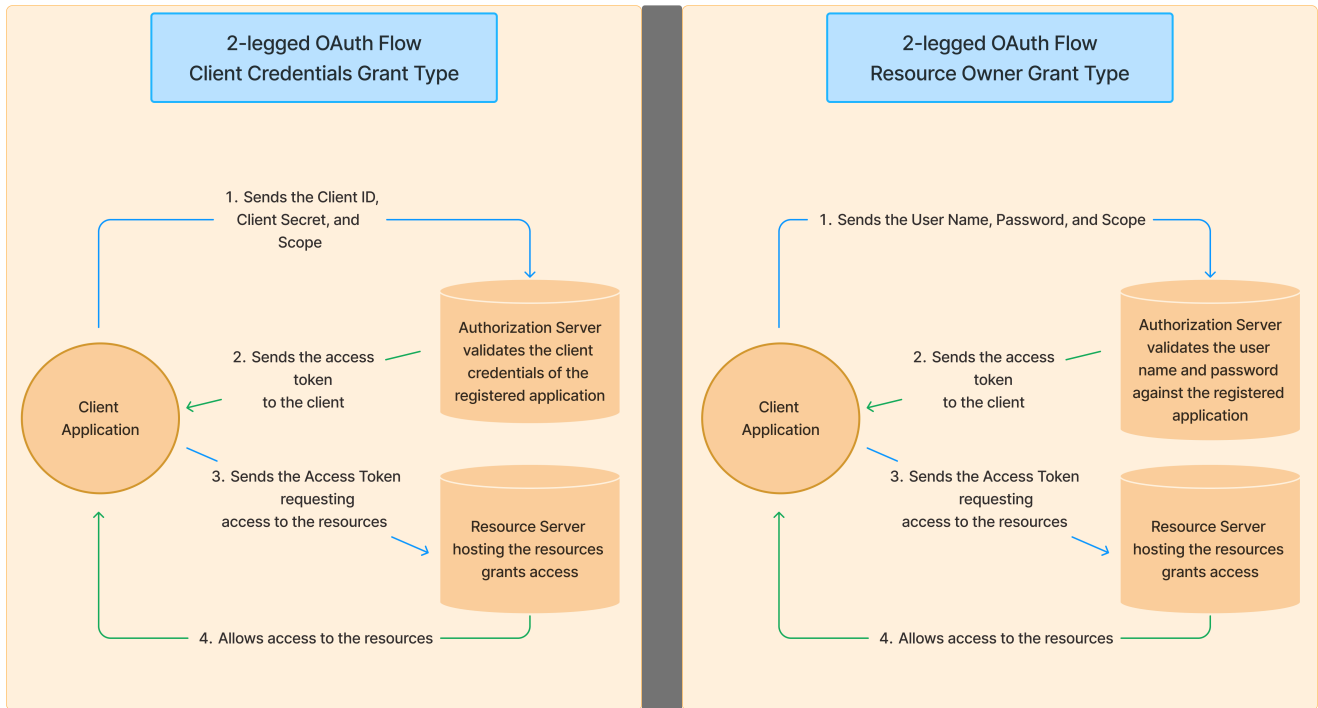 2-legged OAuth Flow
Client Credentials Grant Type
1. Sends the Client ID,
Client Secret, and
Scope
Authorization Server
validates the client
credentials of the
registered application
2. Sends the access
token
to the client
Client
Application
3. Sends the Access Token
requesting
access to the resources
Resource Server
hosting the resources
grants access
4. Allows access to the resources
2-legged OAuth Flow
Resource Owner Grant Type
1. Sends the User Name, Password, and Scope
Authorization Server
validates the user
name and password
against the registered
application
2. Sends the access
token
to the client
Client
Application
3. Sends the Access Token
requesting
access to the resources
Resource Server
hosting the resources
grants access
4. Allows access to the resources